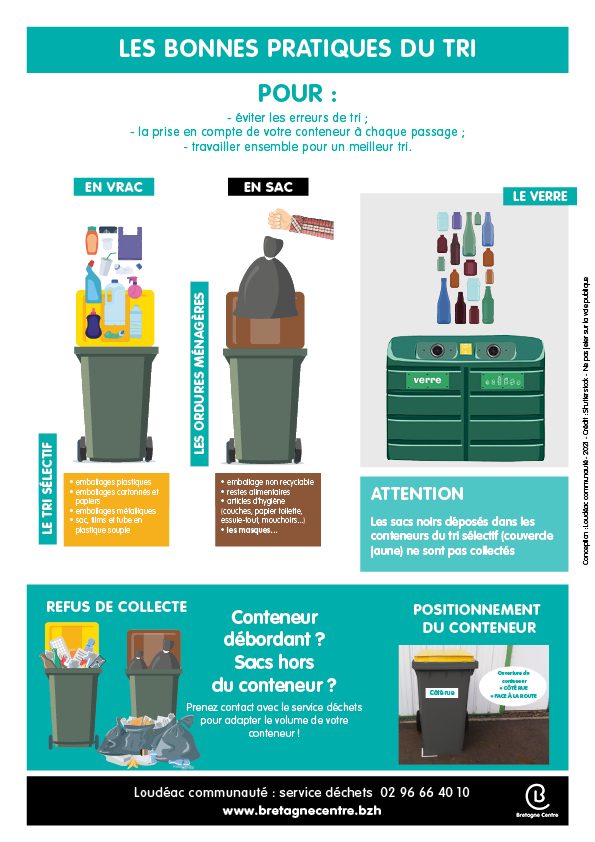 LES BONNES PRATIQUES DU TRI
POUR :
- éviter les erreurs de tri ;
- la prise en compte de votre conteneur à chaque passage ;
- travailler ensemble pour un meilleur tri.
EN VRAC
EN SAC
LE VERRE
LE TRI SÉLECTIF
• emballages plastiques
• emballages cartonnés et
papiers
• emballages métalliques
• sac, films et tube en
plastique souple
LES ORDURES MÉNAGÈRES
• emballage non recyclable
• restes alimentaires
• articles d'hygiène
(couches, papier toilette,
essuie-tout, mouchoirs...)
• les masques...
verre
ATTENTION
Les sacs noirs déposés dans les
conteneurs du tri sélectif (couvercle
jaune) ne sont pas collectés
REFUS DE COLLECTE
Conteneur
débordant ?
Sacs hors
du conteneur ?
Prenez contact avec le service déchets
pour adapter le volume de votre
conteneur !
POSITIONNEMENT
DU CONTENEUR
Côté rue
Ouverture de
conteneur
• CÔTÉ RUE
• FACE À LA ROUTE
Loudéac communauté : service déchets 02 96 66 40 10
www.bretagnecentre.bzh
Bretagne Centre
Conception : Loudéac communauté - 2023 - Crédit : Shutterstock - Ne pas jeter sur la voie publique